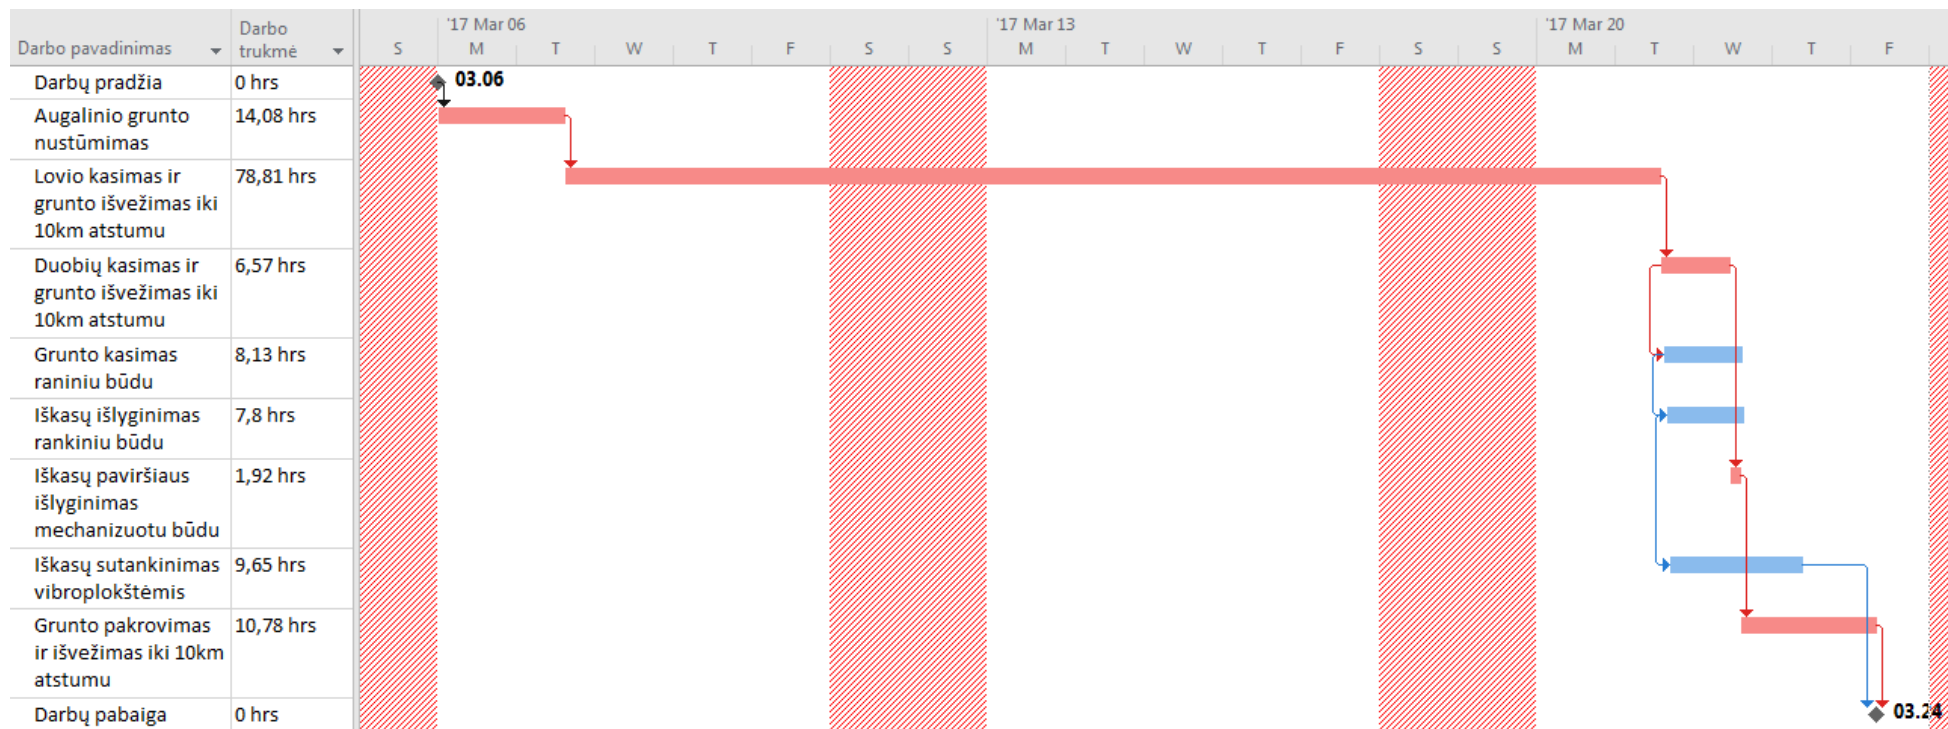 '17 Mar 06 '17 Mar 13 '17 Mar 20
Darbo pavadinimas Darbo trukmė S M T W T F S S M T W T F S S M T W T F
Darbų pradžia 0 hrs 03.06
Augalinio grunto 14,08 hrs
nustūmimas
Lovio kasimas ir 78,81 hrs
grunto išvežimas iki
10km atstumu
Duobių kasimas ir 6,57 hrs
grunto išvežimas iki
10km atstumu
Grunto kasimas 8,13 hrs
raniniu būdu
Iškasų išlyginimas 7,8 hrs
rankiniu būdu
Iškasų paviršiaus 1,92 hrs
išlyginimas
mechanizuotu būdu
Iškasų sutankinimas 9,65 hrs
vibroplokštėmis
Grunto pakrovimas 10,78 hrs
ir išvežimas iki 10km
atstumu
Darbų pabaiga 0 hrs 03.24